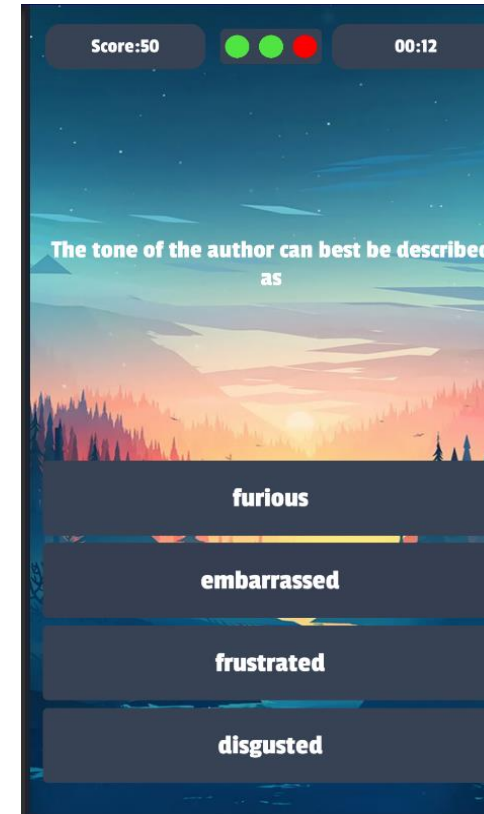 Score:50
00:12
The tone of the author can best be described
as
furious
embarrassed
frustrated
disgusted